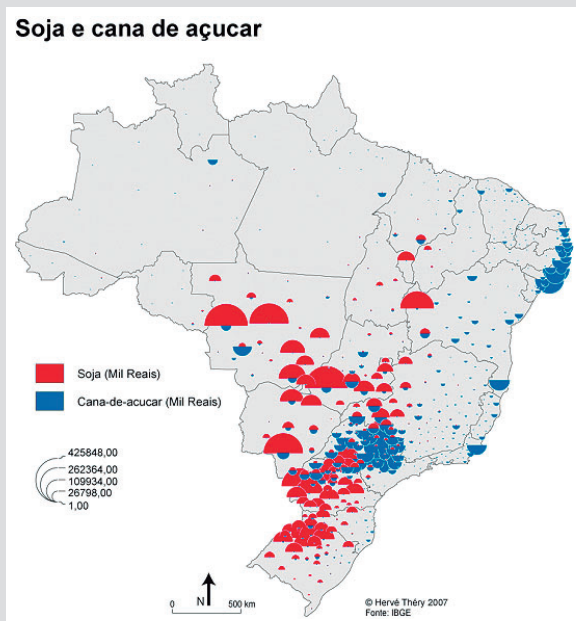 Soja e cana de açucar
Soja (Mil Reais)
Cana-de-acucar (Mil Reais)
425848,00
262364,00
109934,00
26798,00
1,00
N
0 500 km
© Hervé Théry 2007
Fonte: IBGE